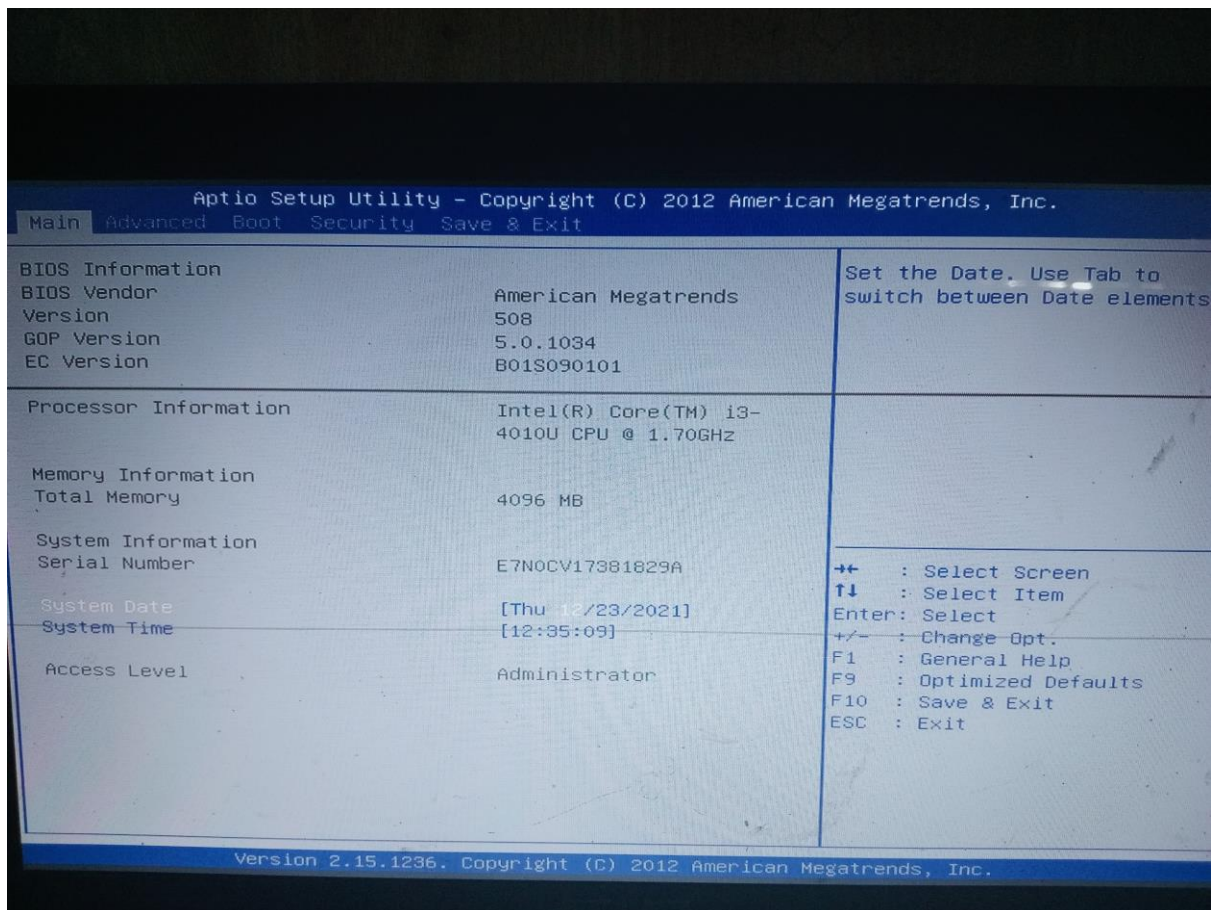 Aptio Setup Utility – Copyright (C) 2012 American Megatrends, Inc.
Main Advanced Boot Security Save & Exit
BIOS Information
BIOS Vendor American Megatrends
Version 508
GOP Version 5.0.1034
EC Version B01S090101
Processor Information Intel(R) Core(TM) i3-
4010U CPU @ 1.70GHz
Memory Information
Total Memory 4096 MB
System Information
Serial Number E7N0CV17381829A
System Date [Thu 12/23/2021]
System Time [12:35:09]
Access Level Administrator
Set the Date. Use Tab to
switch between Date elements
→← : Select Screen
↑↓ : Select Item
Enter: Select
+/- : Change Opt.
F1 : General Help
F9 : Optimized Defaults
F10 : Save & Exit
ESC : Exit
Version 2.15.1236. Copyright (C) 2012 American Megatrends, Inc.